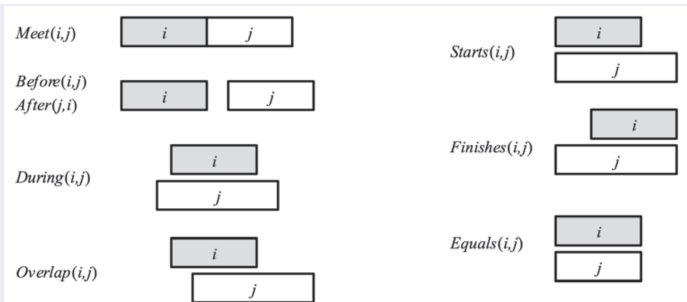 Meet(i,j)
i
j
Before(i,j)
After(j,i)
i
j
During(i,j)
i
j
Overlap(i,j)
i
j
Starts(i,j)
i
j
Finishes(i,j)
i
j
Equals(i,j)
i
j